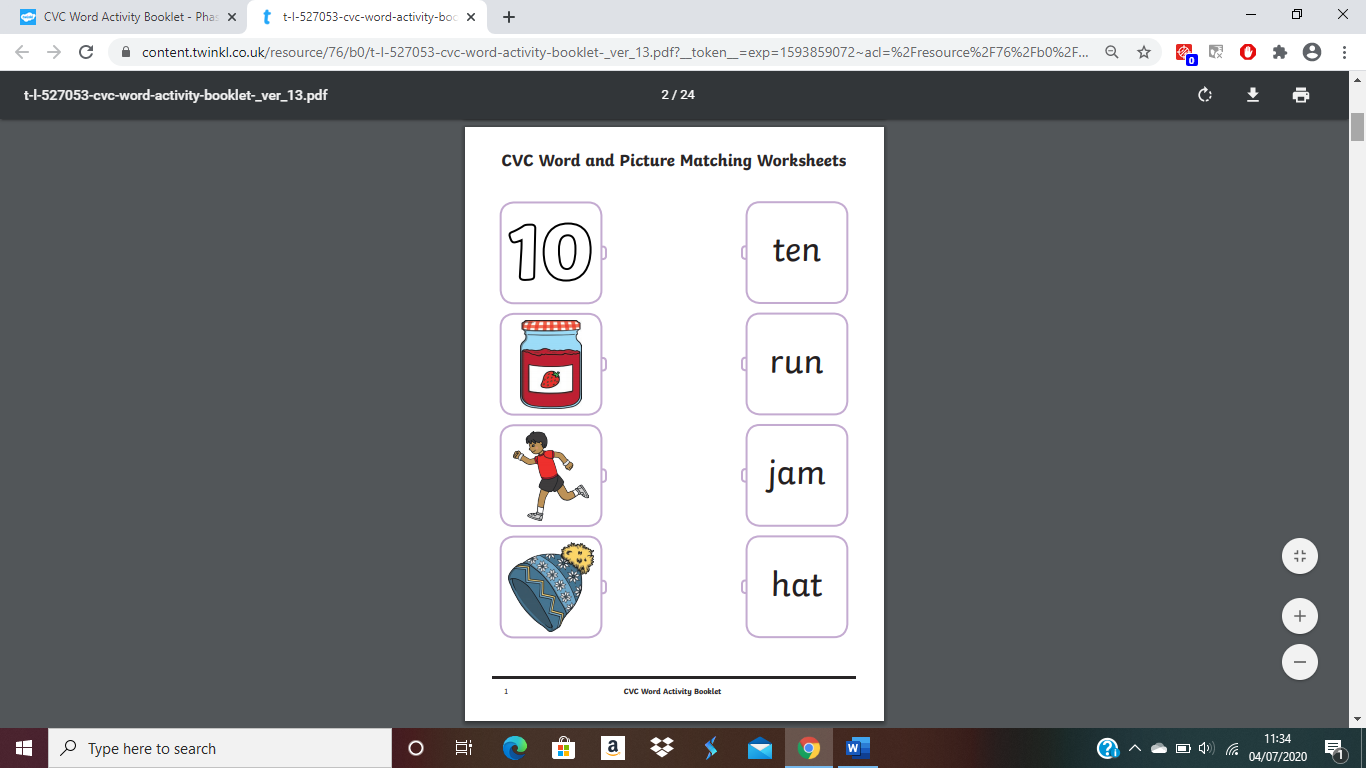 CVC Word Activity Booklet - Pha
t-l-527053-cvc-word-activity-boo
content.twinkl.co.uk/resource/76/b0/t-l-527053-cvc-word-activity-booklet-_ver_13.pdf?__token__=exp=1593859072~acl=%2Fresource%2F76%2Fb0%2F...
0
t-l-527053-cvc-word-activity-booklet-_ver_13.pdf
2 / 24
CVC Word and Picture Matching Worksheets
10
ten
run
jam
hat
1
CVC Word Activity Booklet
Type here to search
11:34
04/07/2020
1